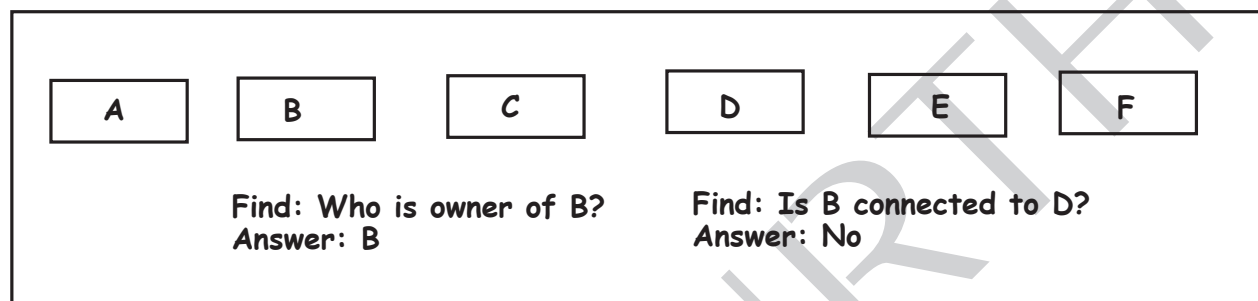 A B C D E F
Find: Who is owner of B? Find: Is B connected to D?
Answer: B Answer: No